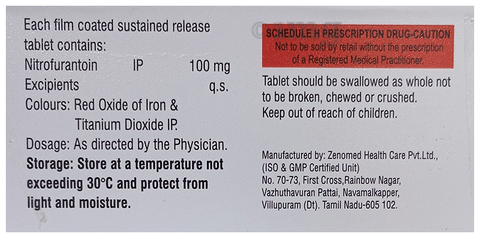 Each film coated sustained release
tablet contains:
Nitrofurantoin IP 100 mg
Excipients q.s.
Colours: Red Oxide of Iron &
Titanium Dioxide IP.
Dosage: As directed by the Physician.
Storage: Store at a temperature not
exceeding 30°C and protect from
light and moisture.
SCHEDULE H PRESCRIPTION DRUG-CAUTION
Not to be sold by retail without the prescription
of a Registered Medical Practitioner.
Tablet should be swallowed as whole not
to be broken, chewed or crushed.
Keep out of reach of children.
Manufactured by: Zenomed Health Care Pvt.Ltd.,
(ISO & GMP Certified Unit)
No. 70-73, First Cross,Rainbow Nagar,
Vazhuthavuran Pattai, Navamalkapper,
Villupuram (Dt). Tamil Nadu-605 102.